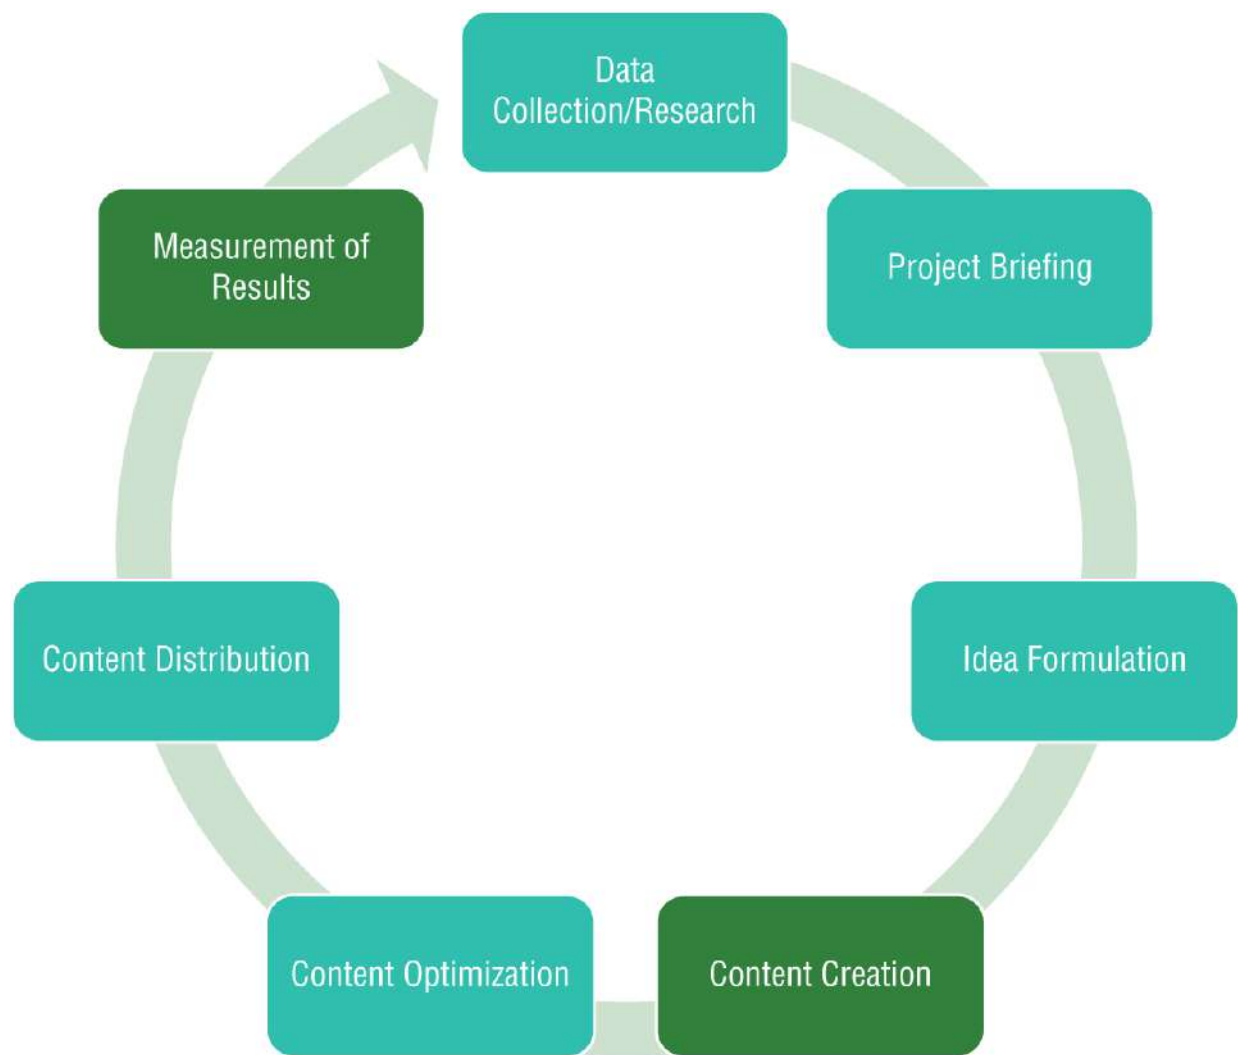 Data
Collection/Research
Project Briefing
Idea Formulation
Content Creation
Content Optimization
Content Distribution
Measurement of
Results